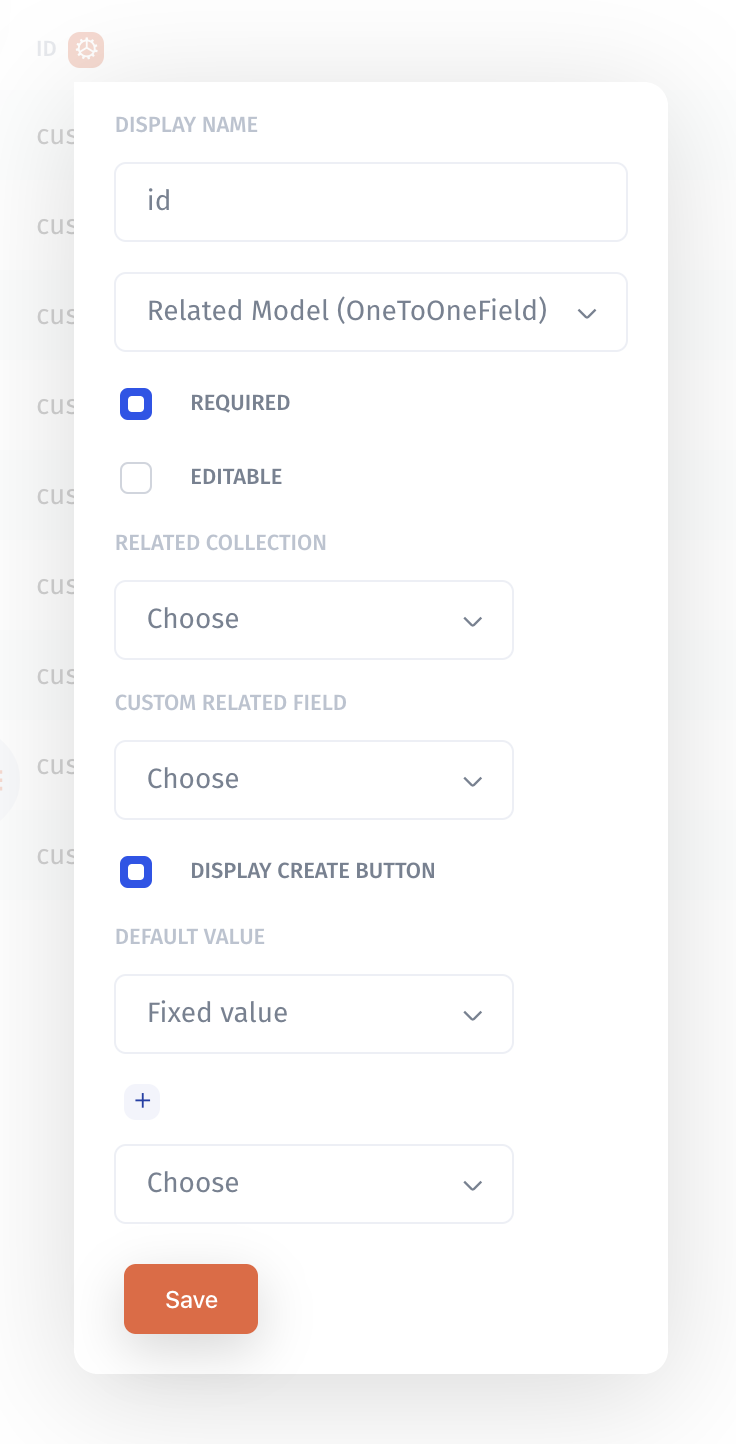 ID
DISPLAY NAME
cus
id
cus
Related Model (OneToOneField)
cus
REQUIRED
cus
EDITABLE
cus
RELATED COLLECTION
cus
Choose
cus
CUSTOM RELATED FIELD
cus
Choose
cus
DISPLAY CREATE BUTTON
DEFAULT VALUE
Fixed value
+
Choose
Save